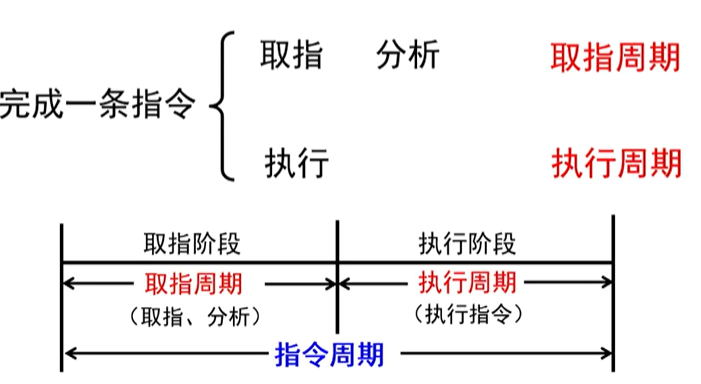 取指 分析 取指周期
完成一条指令
执行 执行周期
取指阶段 执行阶段
取指周期 执行周期
（取指、分析） （执行指令）
指令周期